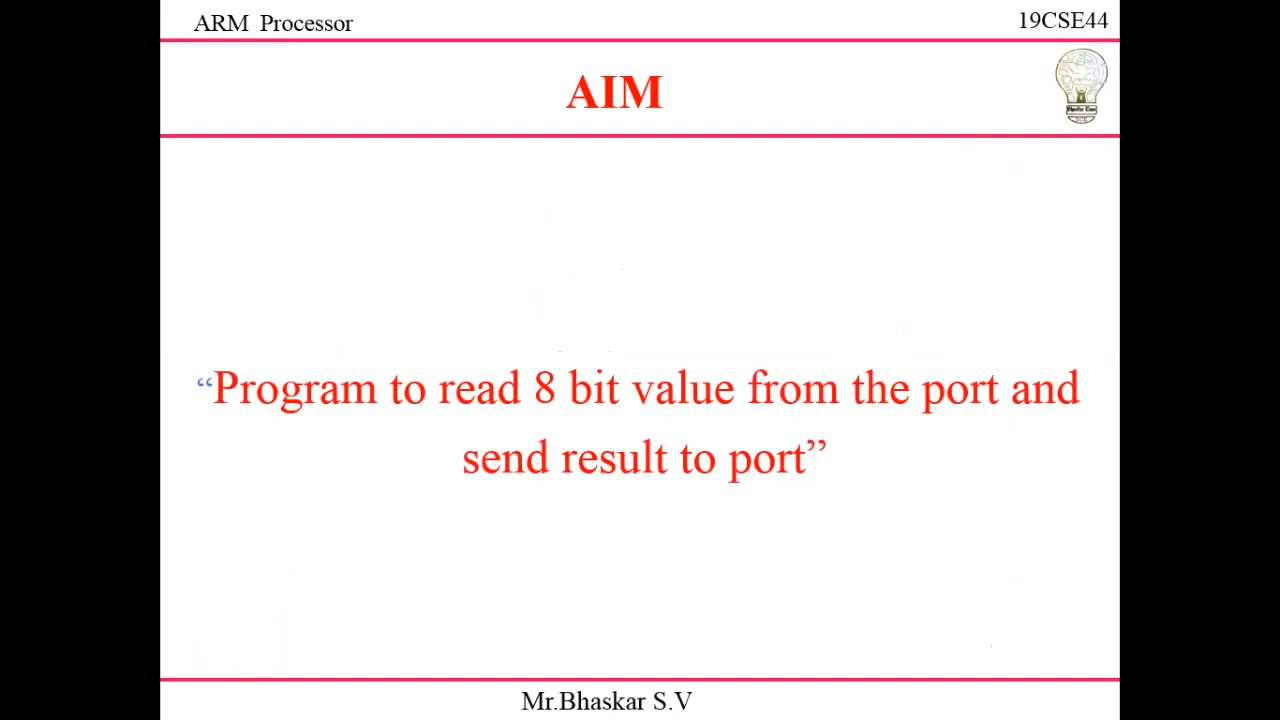 ARM Processor
19CSE44
AIM
“Program to read 8 bit value from the port and
send result to port”
Mr.Bhaskar S.V